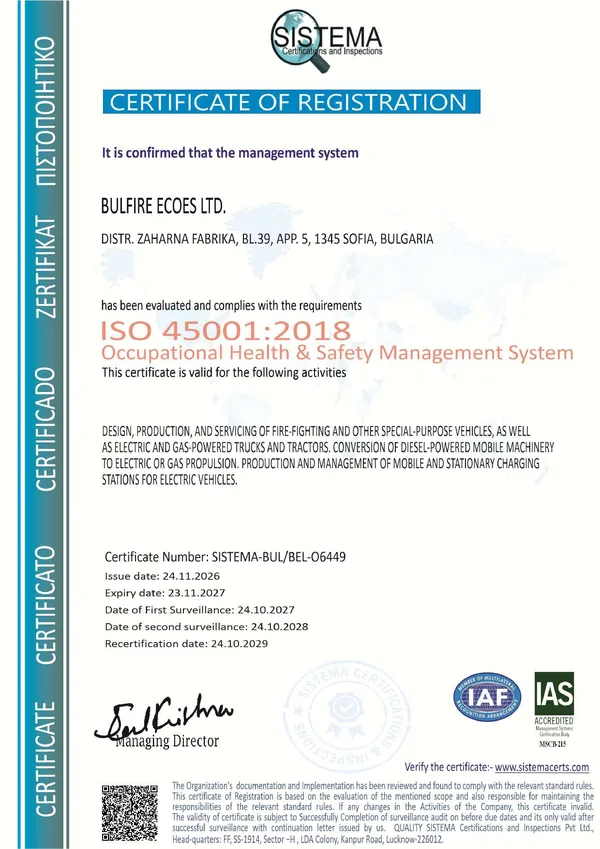 SISTEMA
Certifications and Inspections
CERTIFICATE OF REGISTRATION
It is confirmed that the management system
BULFIRE ECOES LTD.
DISTR. ZAHARNA FABRIKA, BL.39, APP. 5, 1345 SOFIA, BULGARIA
has been evaluated and complies with the requirements
ISO 45001:2018
Occupational Health & Safety Management System
This certificate is valid for the following activities
DESIGN, PRODUCTION, AND SERVICING OF FIRE-FIGHTING AND OTHER SPECIAL-PURPOSE VEHICLES, AS WELL
AS ELECTRIC AND GAS-POWERED TRUCKS AND TRACTORS. CONVERSION OF DIESEL-POWERED MOBILE MACHINERY
TO ELECTRIC OR GAS PROPULSION. PRODUCTION AND MANAGEMENT OF MOBILE AND STATIONARY CHARGING
STATIONS FOR ELECTRIC VEHICLES.
Certificate Number: SISTEMA-BUL/BEL-O6449
Issue date: 24.11.2026
Expiry date: 23.11.2027
Date of First Surveillance: 24.10.2027
Date of second surveillance: 24.10.2028
Recertification date: 24.10.2029
SISTEMA CERTIFICATIONS & INSPECTIONS
Managing Director
MEMBER OF MULTILATERAL
IAF
RECOGNITION ARRANGEMENT
IAS
ACCREDITED
Management Systems
Certification Body
MSCB-215
Verify the certificate:- www.sistemacerts.com
The Organization's documentation and Implementation has been reviewed and found to comply with the relevant standard rules.
This certificate of Registration is based on the evaluation of the mentioned scope and also responsible for maintaining the
responsibilities of the relevant standard rules. If any changes in the Activities of the Company, this certificate invalid.
The validity of certificate is subject to Successfully Completion of surveillance audit on before due dates and its only valid after
successful surveillance with continuation letter issued by us. QUALITY SISTEMA Certifications and Inspections Pvt Ltd.,
Head-quarters: FF, SS-1914, Sector –H , LDA Colony, Kanpur Road, Lucknow-226012.
CERTIFICATE CERTIFICATO CERTIFICADO ZERTIFIKAT ΠΙΣΤΟΠΟΙΗΤΙΚΟ